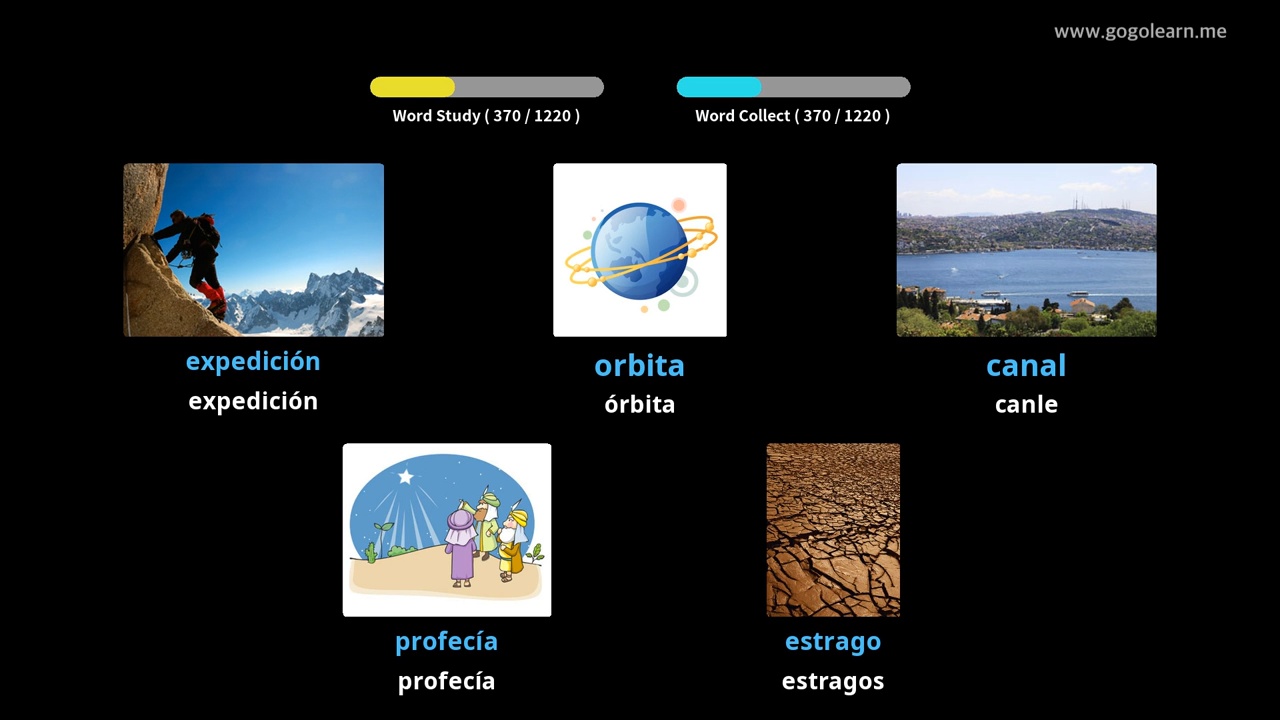 www.gogolearn.me
Word Study ( 370 / 1220 )
Word Collect ( 370 / 1220 )
expedición
expedición
orbita
órbita
canal
canle
profecía
profecía
estrago
estragos